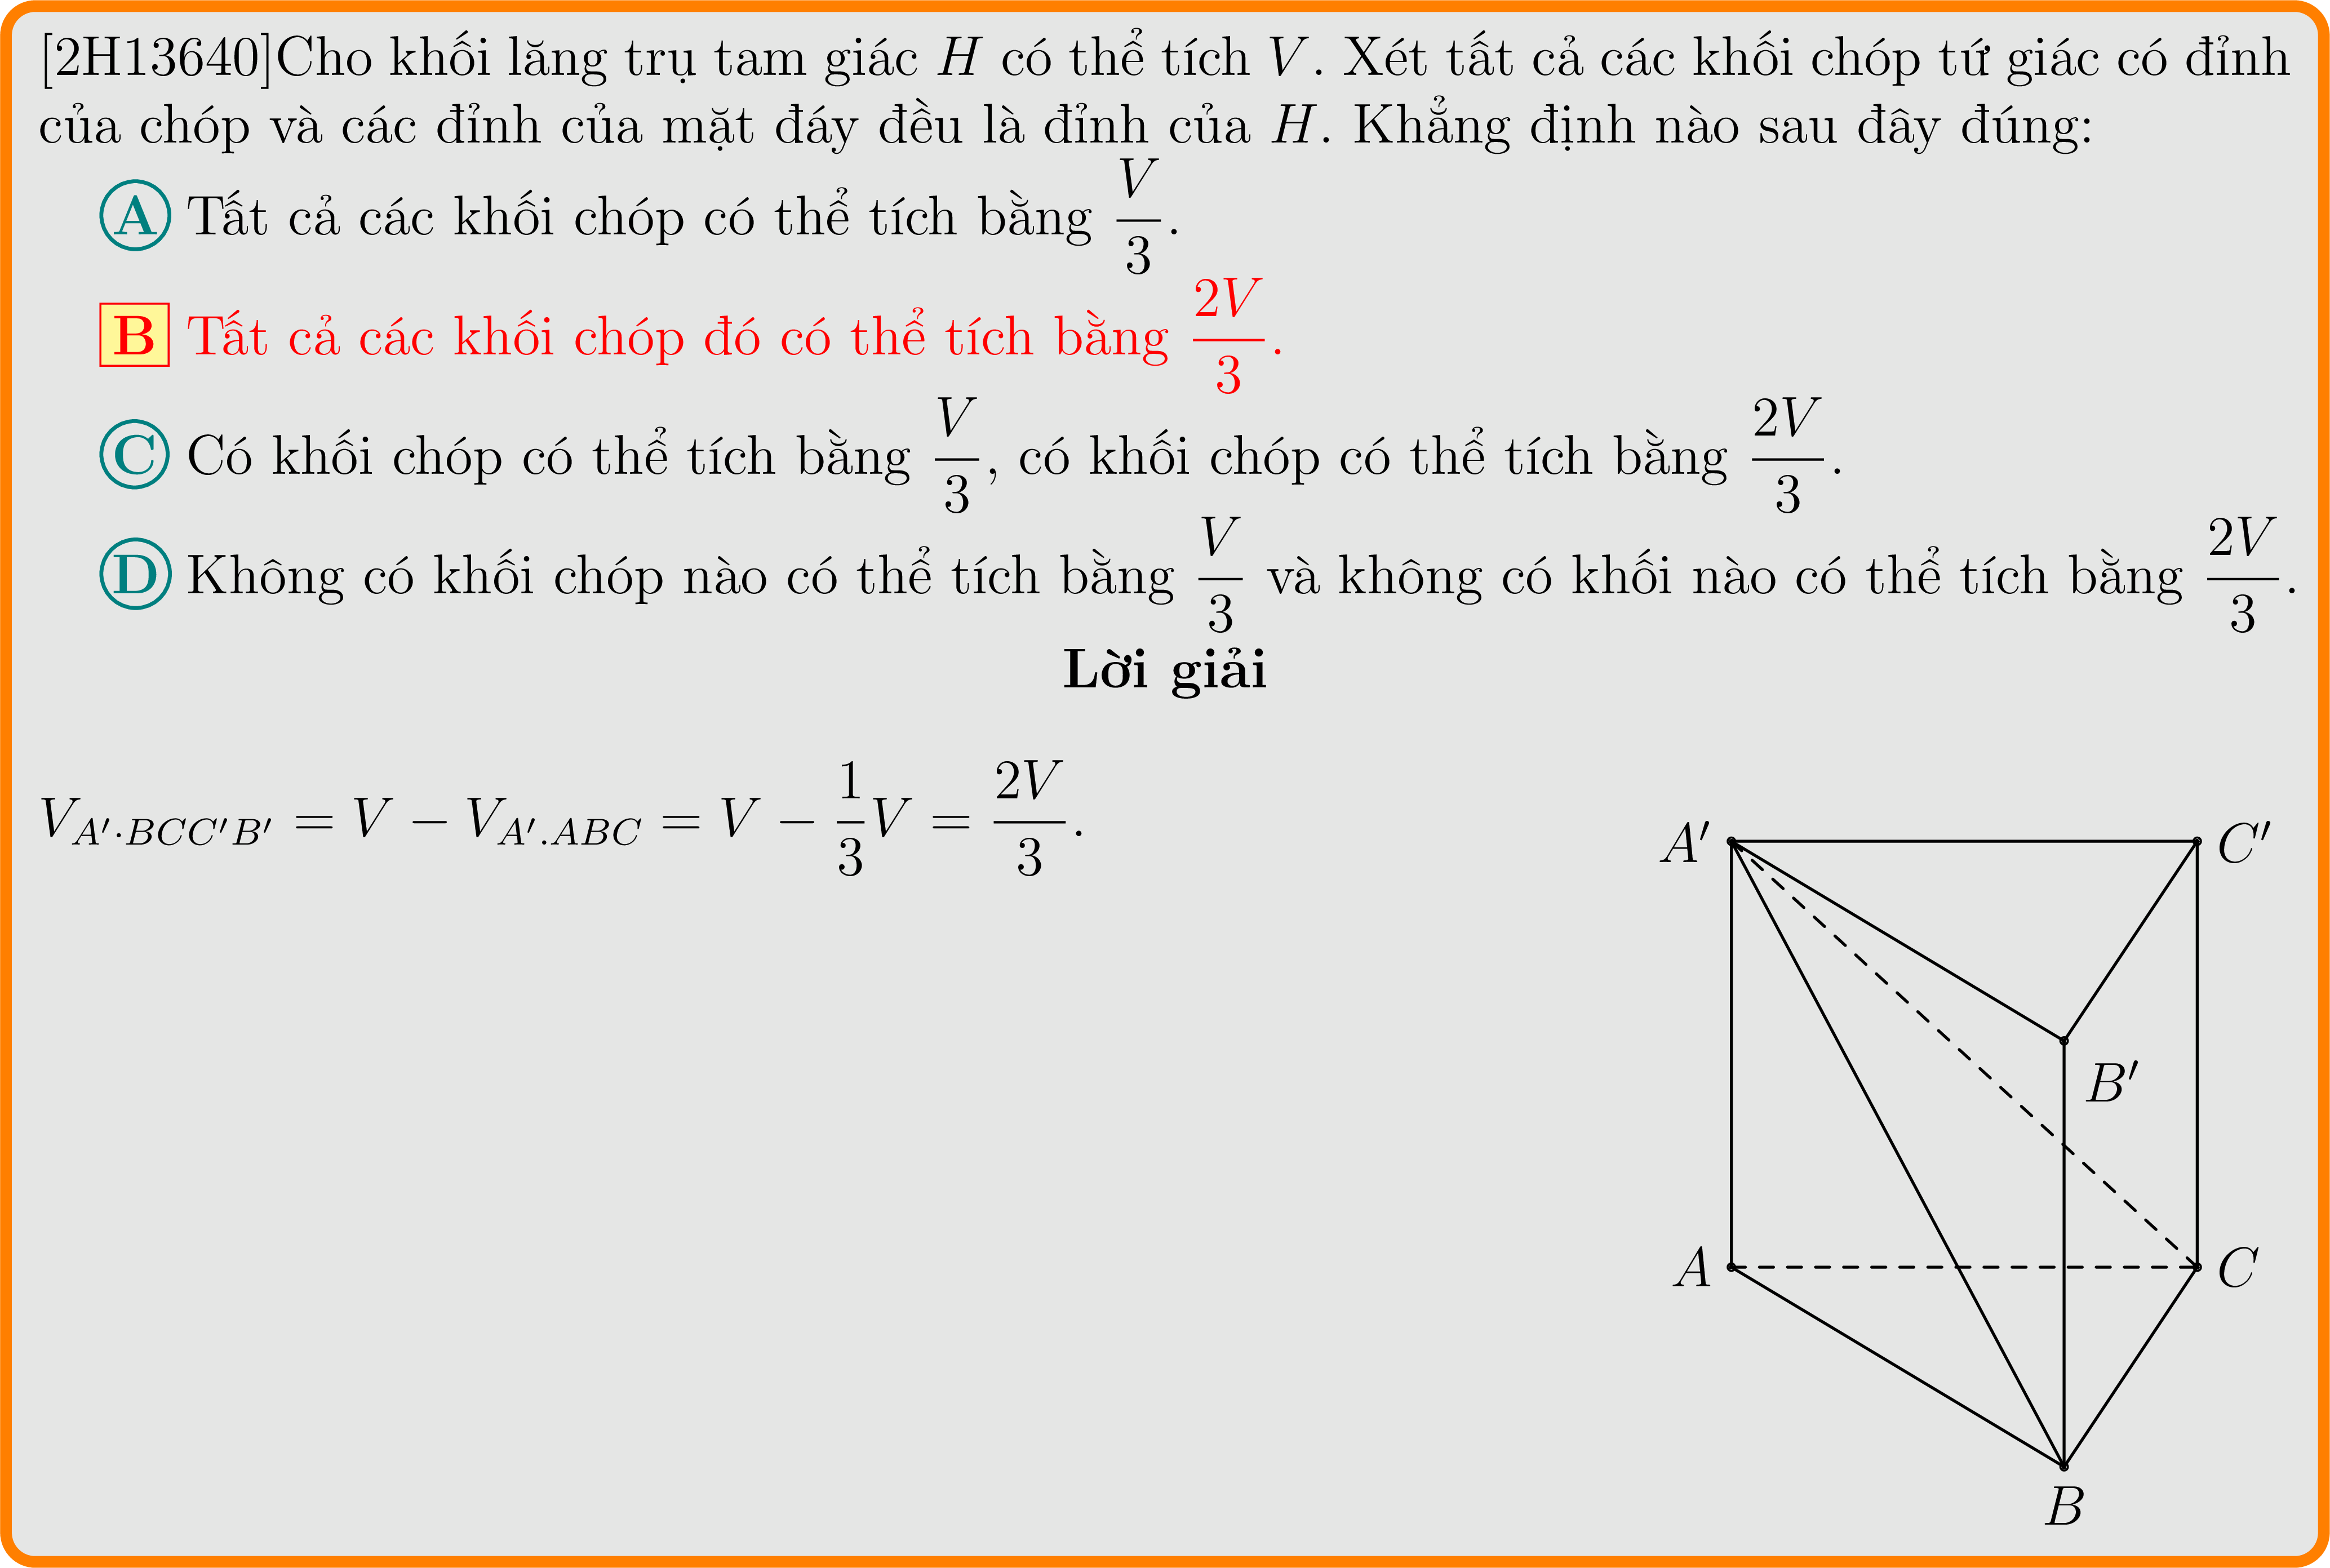 [2H13640]Cho khối lăng trụ tam giác H có thể tích V. Xét tất cả các khối chóp tứ giác có đỉnh
của chóp và các đỉnh của mặt đáy đều là đỉnh của H. Khẳng định nào sau đây đúng:
A Tất cả các khối chóp có thể tích bằng \frac{V}{3}.
B Tất cả các khối chóp đó có thể tích bằng \frac{2V}{3}.
C Có khối chóp có thể tích bằng \frac{V}{3}, có khối chóp có thể tích bằng \frac{2V}{3}.
D Không có khối chóp nào có thể tích bằng \frac{V}{3} và không có khối nào có thể tích bằng \frac{2V}{3}.
Lời giải
V_{A'·BCC'B'} = V − V_{A'.ABC} = V − \frac{1}{3}V = \frac{2V}{3}.
A' C'
B'
A C
B